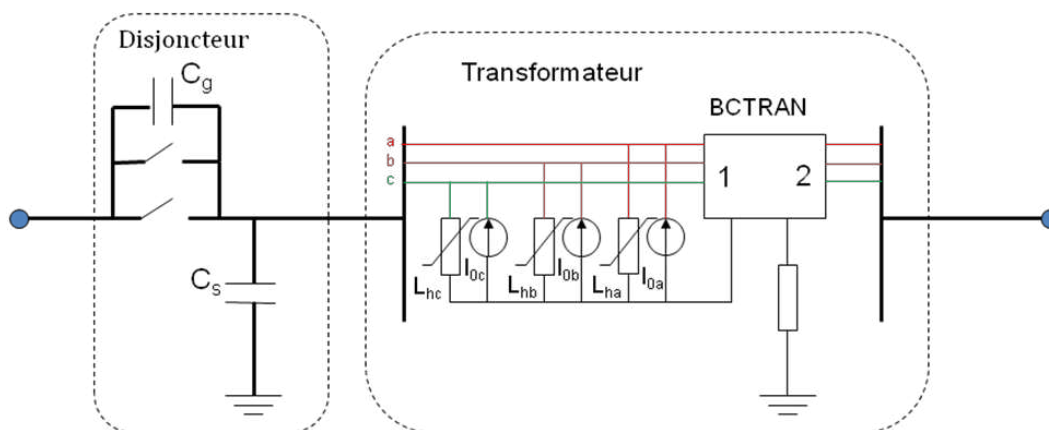 Disjoncteur
Cg
Cs
Transformateur
BCTRAN
a
b
c
1 2
Lhc I0c Lhb I0b Lha I0a